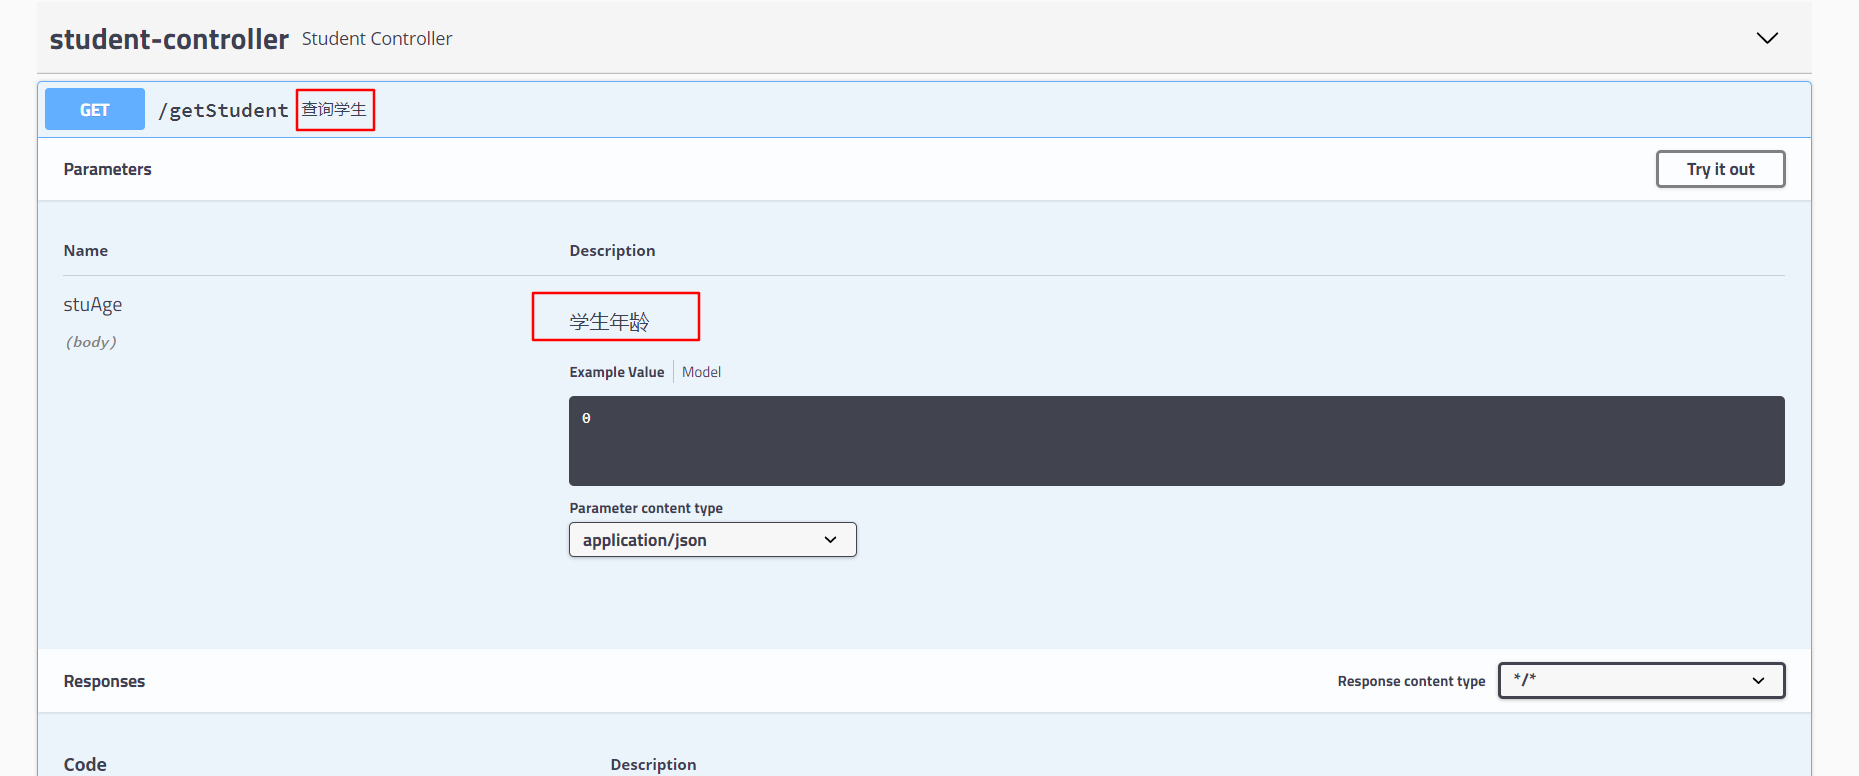 student-controller Student Controller
GET /getStudent 查询学生
Parameters
Try it out
Name Description
stuAge
(body)
学生年龄
Example Value Model
0
Parameter content type
application/json
Responses
Response content type */*
Code Description